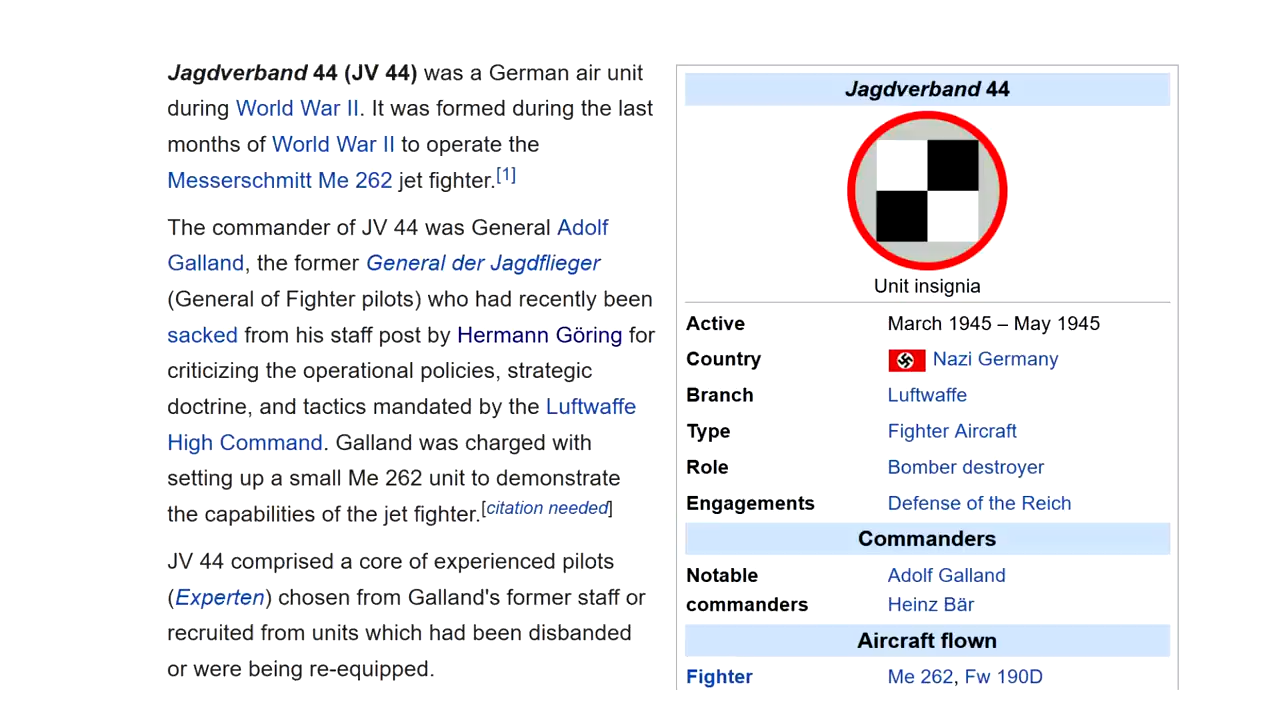 Jagdverband 44 (JV 44) was a German air unit
during World War II. It was formed during the last
months of World War II to operate the
Messerschmitt Me 262 jet fighter.[1]
The commander of JV 44 was General Adolf
Galland, the former General der Jagdflieger
(General of Fighter pilots) who had recently been
sacked from his staff post by Hermann Göring for
criticizing the operational policies, strategic
doctrine, and tactics mandated by the Luftwaffe
High Command. Galland was charged with
setting up a small Me 262 unit to demonstrate
the capabilities of the jet fighter.[citation needed]
JV 44 comprised a core of experienced pilots
(Experten) chosen from Galland's former staff or
recruited from units which had been disbanded
or were being re-equipped.
Jagdverband 44
Unit insignia
Active March 1945 – May 1945
Country Nazi Germany
Branch Luftwaffe
Type Fighter Aircraft
Role Bomber destroyer
Engagements Defense of the Reich
Commanders
Notable Adolf Galland
commanders Heinz Bär
Aircraft flown
Fighter Me 262, Fw 190D